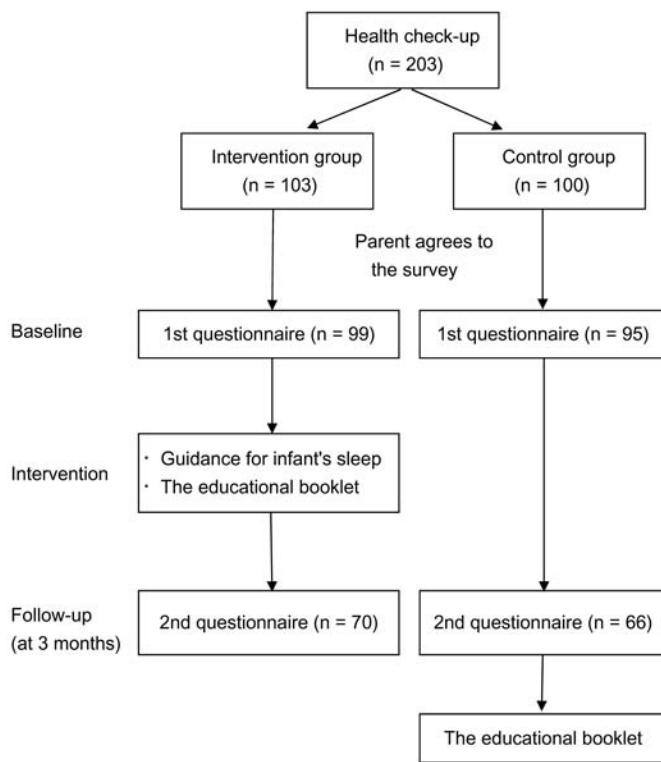 Health check-up
(n = 203)
Intervention group
(n = 103)
Control group
(n = 100)
Parent agrees to
the survey
Baseline
1st questionnaire (n = 99)
1st questionnaire (n = 95)
Intervention
· Guidance for infant's sleep
· The educational booklet
Follow-up
(at 3 months)
2nd questionnaire (n = 70)
2nd questionnaire (n = 66)
The educational booklet